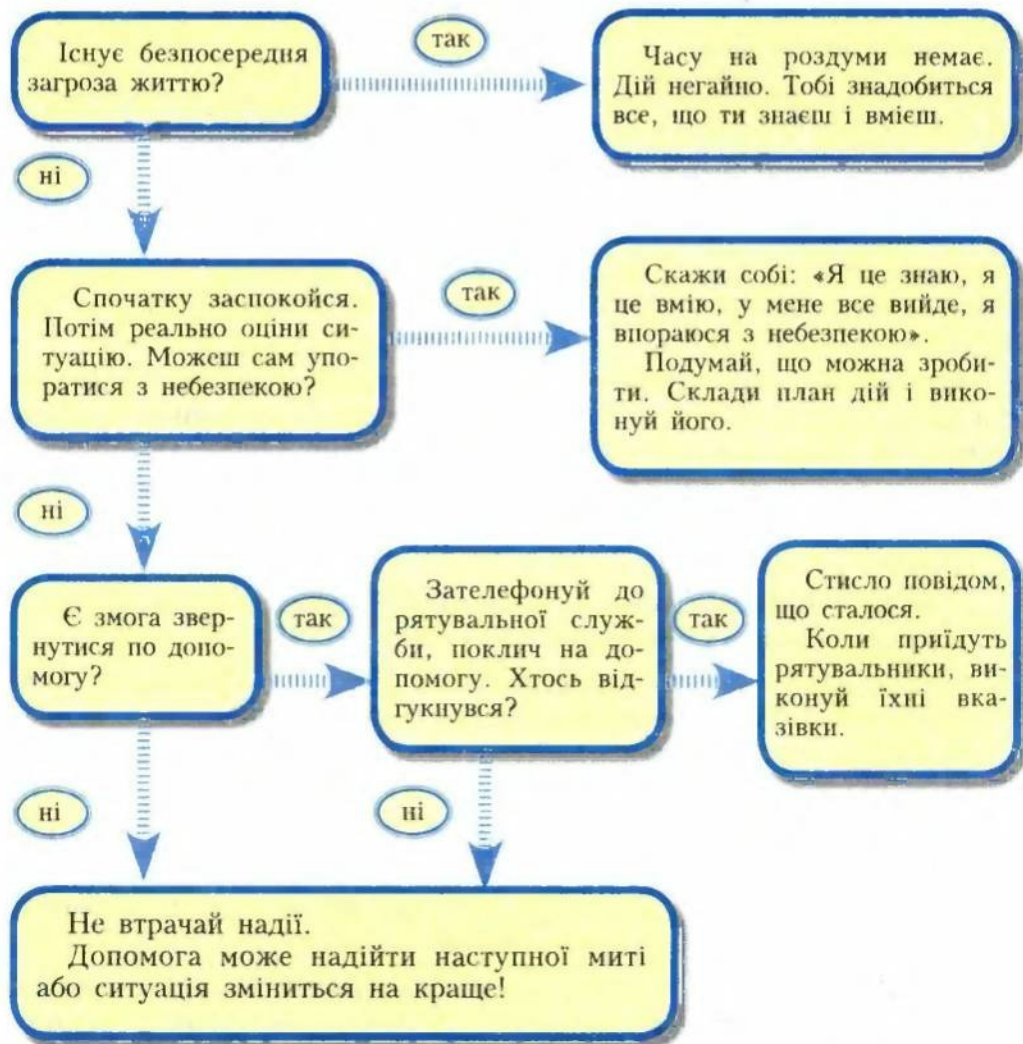 Існує безпосередня
загроза життю?
так
Часу на роздуми немає.
Дій негайно. Тобі знадобиться
все, що ти знаєш і вмієш.
ні
Спочатку заспокойся.
Потім реально оціни си-
туацію. Можеш сам упо-
ратися з небезпекою?
так
Скажи собі: «Я це знаю, я
це вмію, у мене все вийде, я
впораюся з небезпекою».
Подумай, що можна зроби-
ти. Склади план дій і вико-
нуй його.
ні
Є змога звер-
нутися по допо-
могу?
так
Зателефонуй до
рятувальної служ-
би, поклич на до-
помогу. Хтось від-
гукнувся?
так
Стисло повідом,
що сталося.
Коли приїдуть
рятувальники, ви-
конуй їхні вка-
зівки.
ні
ні
Не втрачай надії.
Допомога може надійти наступної миті
або ситуація зміниться на краще!